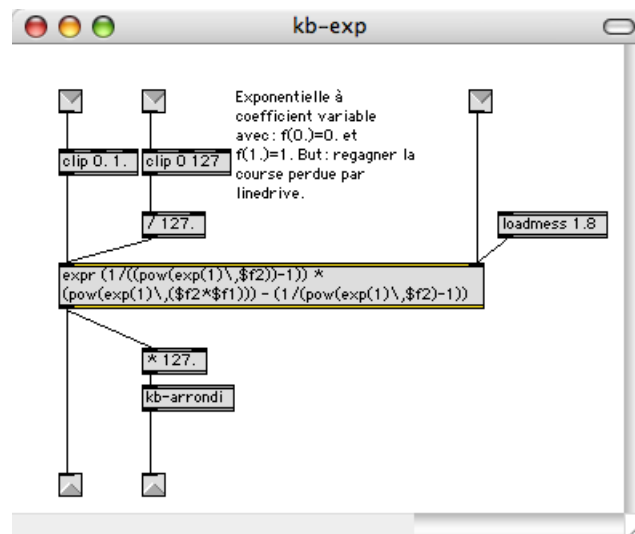 kb-exp
Exponentielle à
coefficient variable
avec: f(0.)=0. et
f(1.)=1. But: regagner la
course perdue par
linedrive.
clip 0. 1.
clip 0 127
/ 127.
loadmess 1.8
expr (1/((pow(exp(1)\,$f2))-1)) *
(pow(exp(1)\,($f2*$f1))) - (1/(pow(exp(1)\,$f2)-1))
* 127.
kb-arrondi